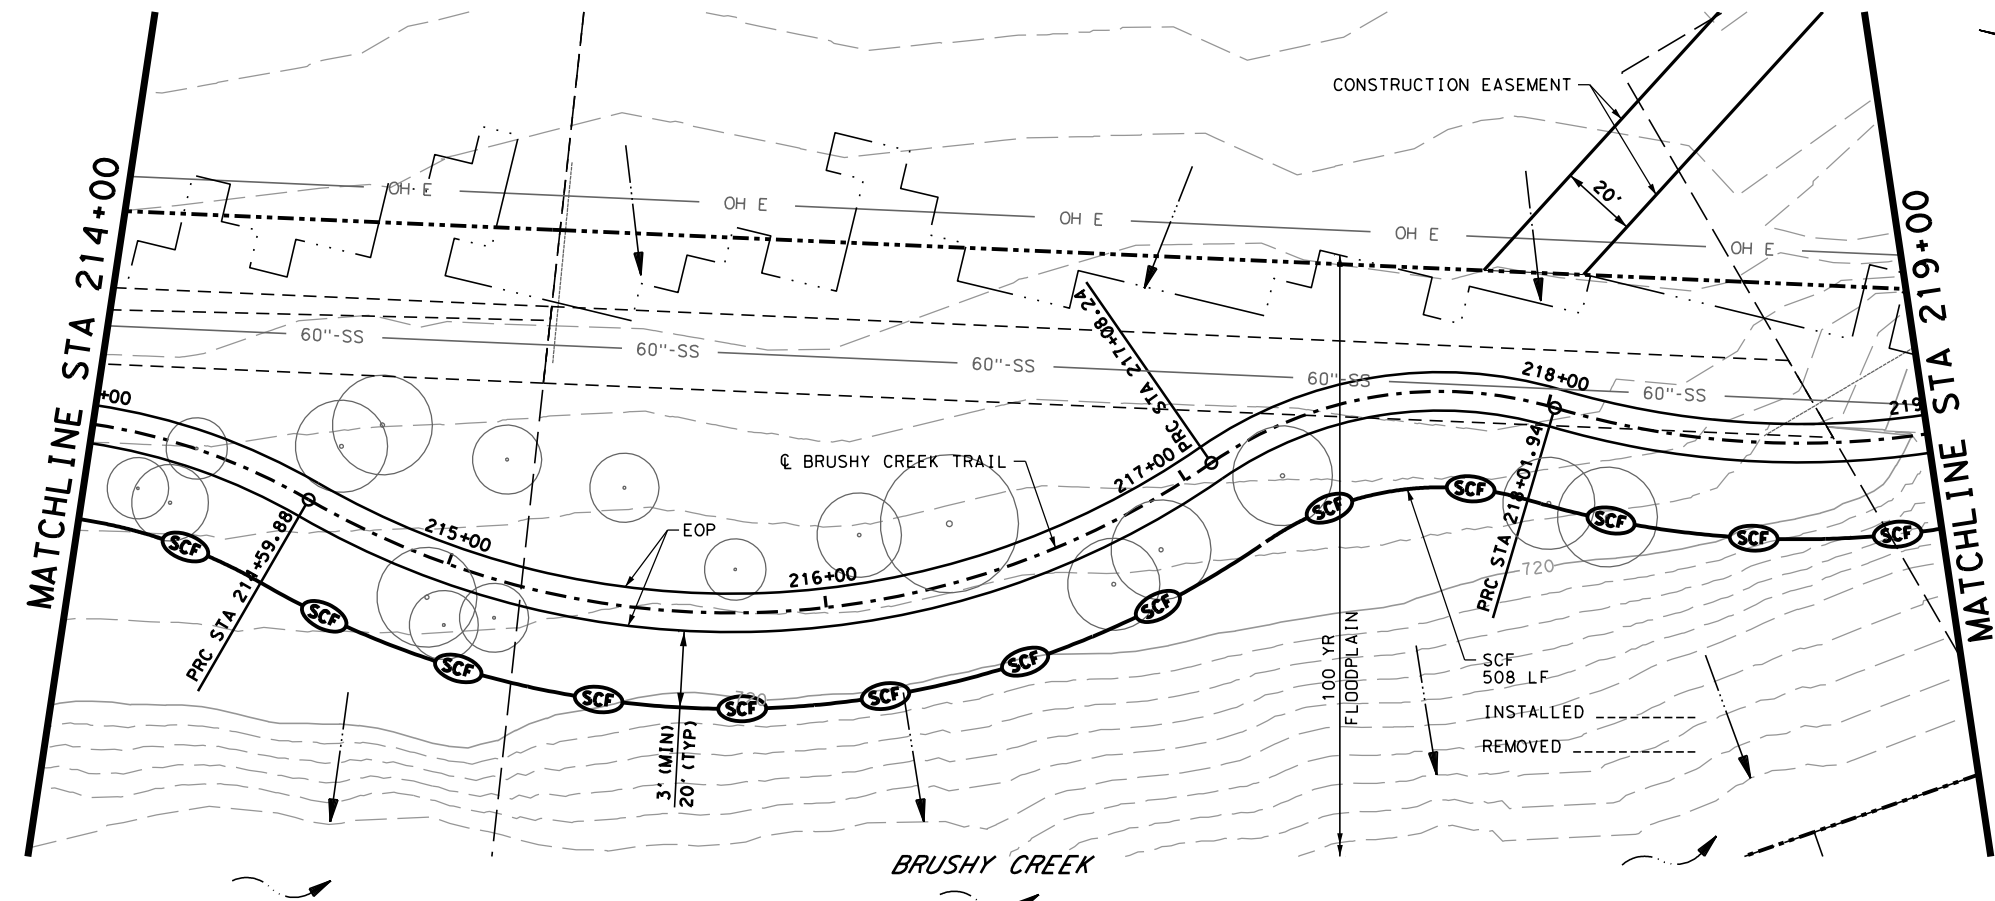 CONSTRUCTION EASEMENT
20'
MATCHLINE STA 214+00
MATCHLINE STA 219+00
OH E
OH E
OH E
OH E
OH E
60"-SS
60"-SS
60"-SS
60"-SS
60"-SS
+00
215+00
216+00
217+00
218+00
219
PRC STA 214+59.88
PRC STA 217+08.24
PRC STA 218+01.94
℄ BRUSHY CREEK TRAIL
EOP
SCF
SCF
SCF
SCF
SCF
SCF
SCF
SCF
SCF
SCF
SCF
SCF
SCF
720
720
3' (MIN)
20' (TYP)
100 YR
FLOODPLAIN
SCF
508 LF
INSTALLED
REMOVED
BRUSHY CREEK